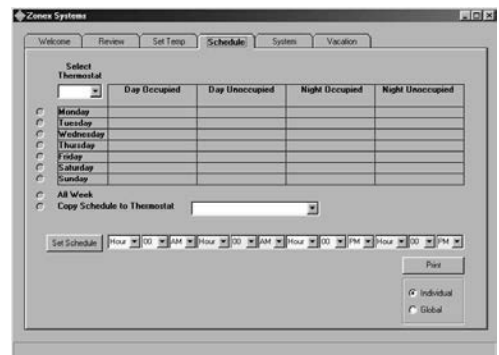 Zonex Systems
Welcome Review Set Temp Schedule System Vacation
Select
Thermostat
Day Occupied Day Unoccupied Night Occupied Night Unoccupied
Monday
Tuesday
Wednesday
Thursday
Friday
Saturday
Sunday
All Week
Copy Schedule to Thermostat
Set Schedule Hour 00 AM Hour 00 AM Hour 00 PM Hour 00 PM
Print
Individual
Global